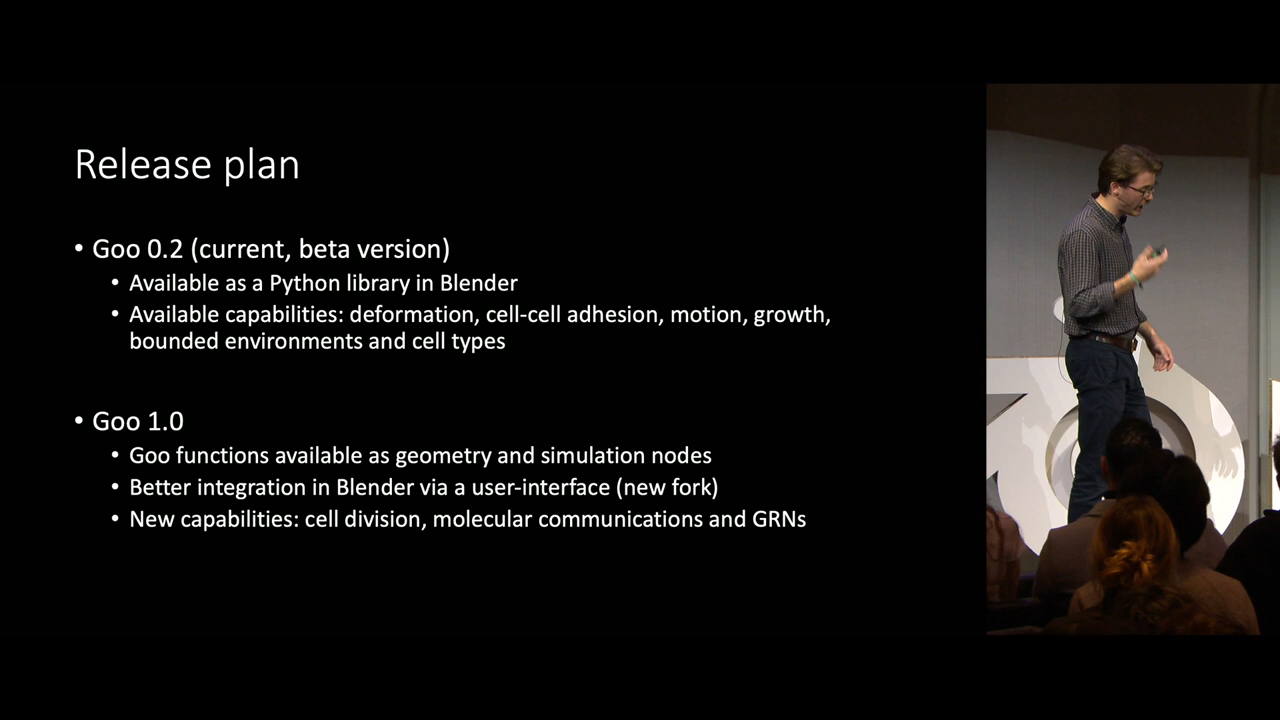 Release plan
• Goo 0.2 (current, beta version)
• Available as a Python library in Blender
• Available capabilities: deformation, cell-cell adhesion, motion, growth,
bounded environments and cell types
• Goo 1.0
• Goo functions available as geometry and simulation nodes
• Better integration in Blender via a user-interface (new fork)
• New capabilities: cell division, molecular communications and GRNs